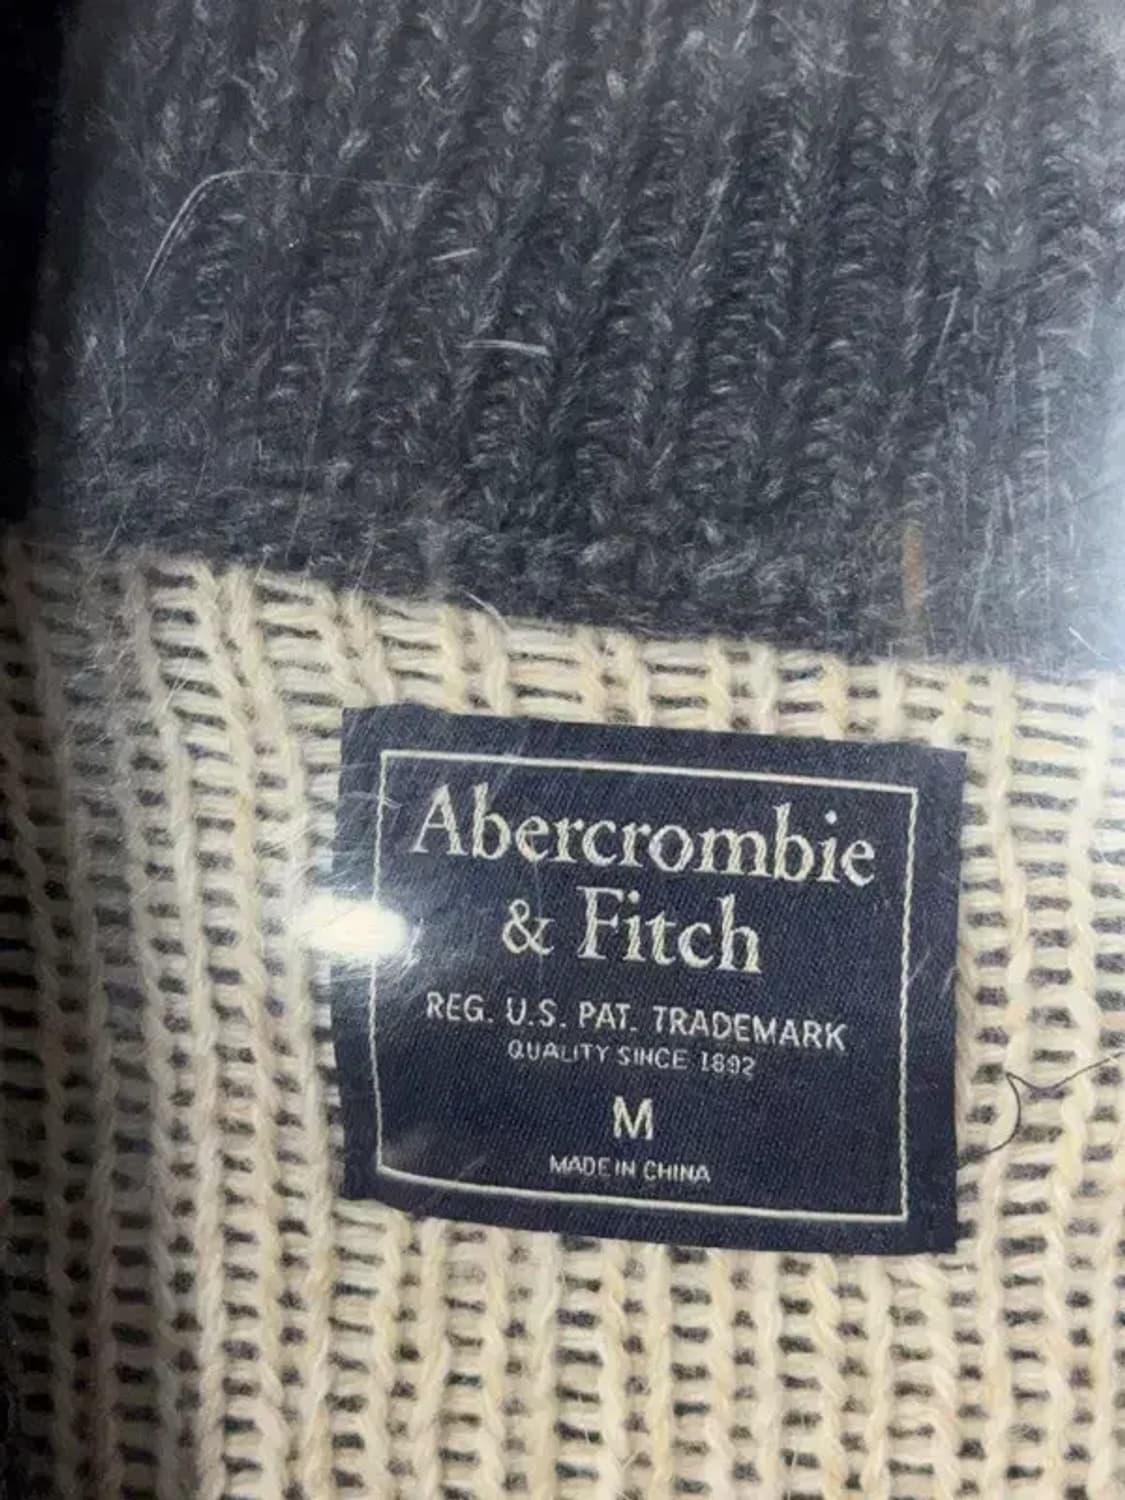 Abercrombie
& Fitch
REG. U.S. PAT. TRADEMARK
QUALITY SINCE 1892
M
MADE IN CHINA